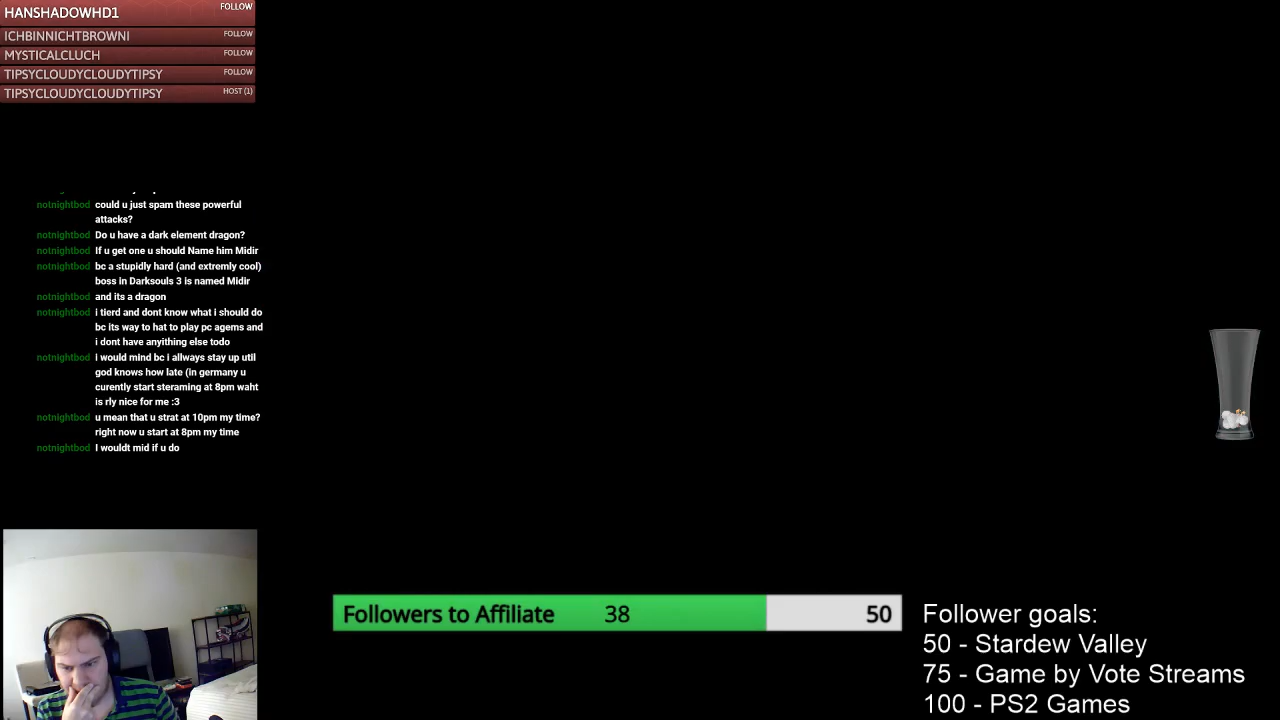 HANSHADOWHD1 FOLLOW
ICHBINNICHTBROWNI FOLLOW
MYSTICALCLUCH FOLLOW
TIPSYCLOUDYCLOUDYTIPSY FOLLOW
TIPSYCLOUDYCLOUDYTIPSY HOST (1)
notnightbod could u just spam these powerful
attacks?
notnightbod Do u have a dark element dragon?
notnightbod If u get one u should Name him Midir
notnightbod bc a stupidly hard (and extremly cool)
boss in Darksouls 3 is named Midir
notnightbod and its a dragon
notnightbod i tierd and dont know what i should do
bc its way to hat to play pc agems and
i dont have anyithing else todo
notnightbod i would mind bc i allways stay up util
god knows how late (in germany u
curently start steraming at 8pm waht
is rly nice for me :3
notnightbod u mean that u strat at 10pm my time?
right now u start at 8pm my time
notnightbod I wouldt mid if u do
Followers to Affiliate 38 50
Follower goals:
50 - Stardew Valley
75 - Game by Vote Streams
100 - PS2 Games